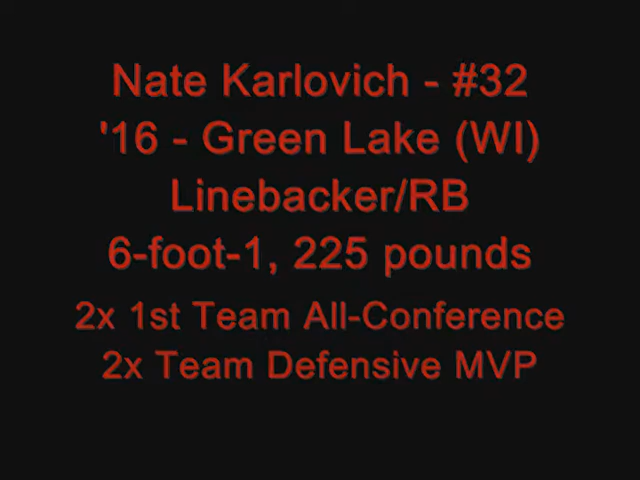 Nate Karlovich - #32
'16 - Green Lake (WI)
Linebacker/RB
6-foot-1, 225 pounds
2x 1st Team All-Conference
2x Team Defensive MVP